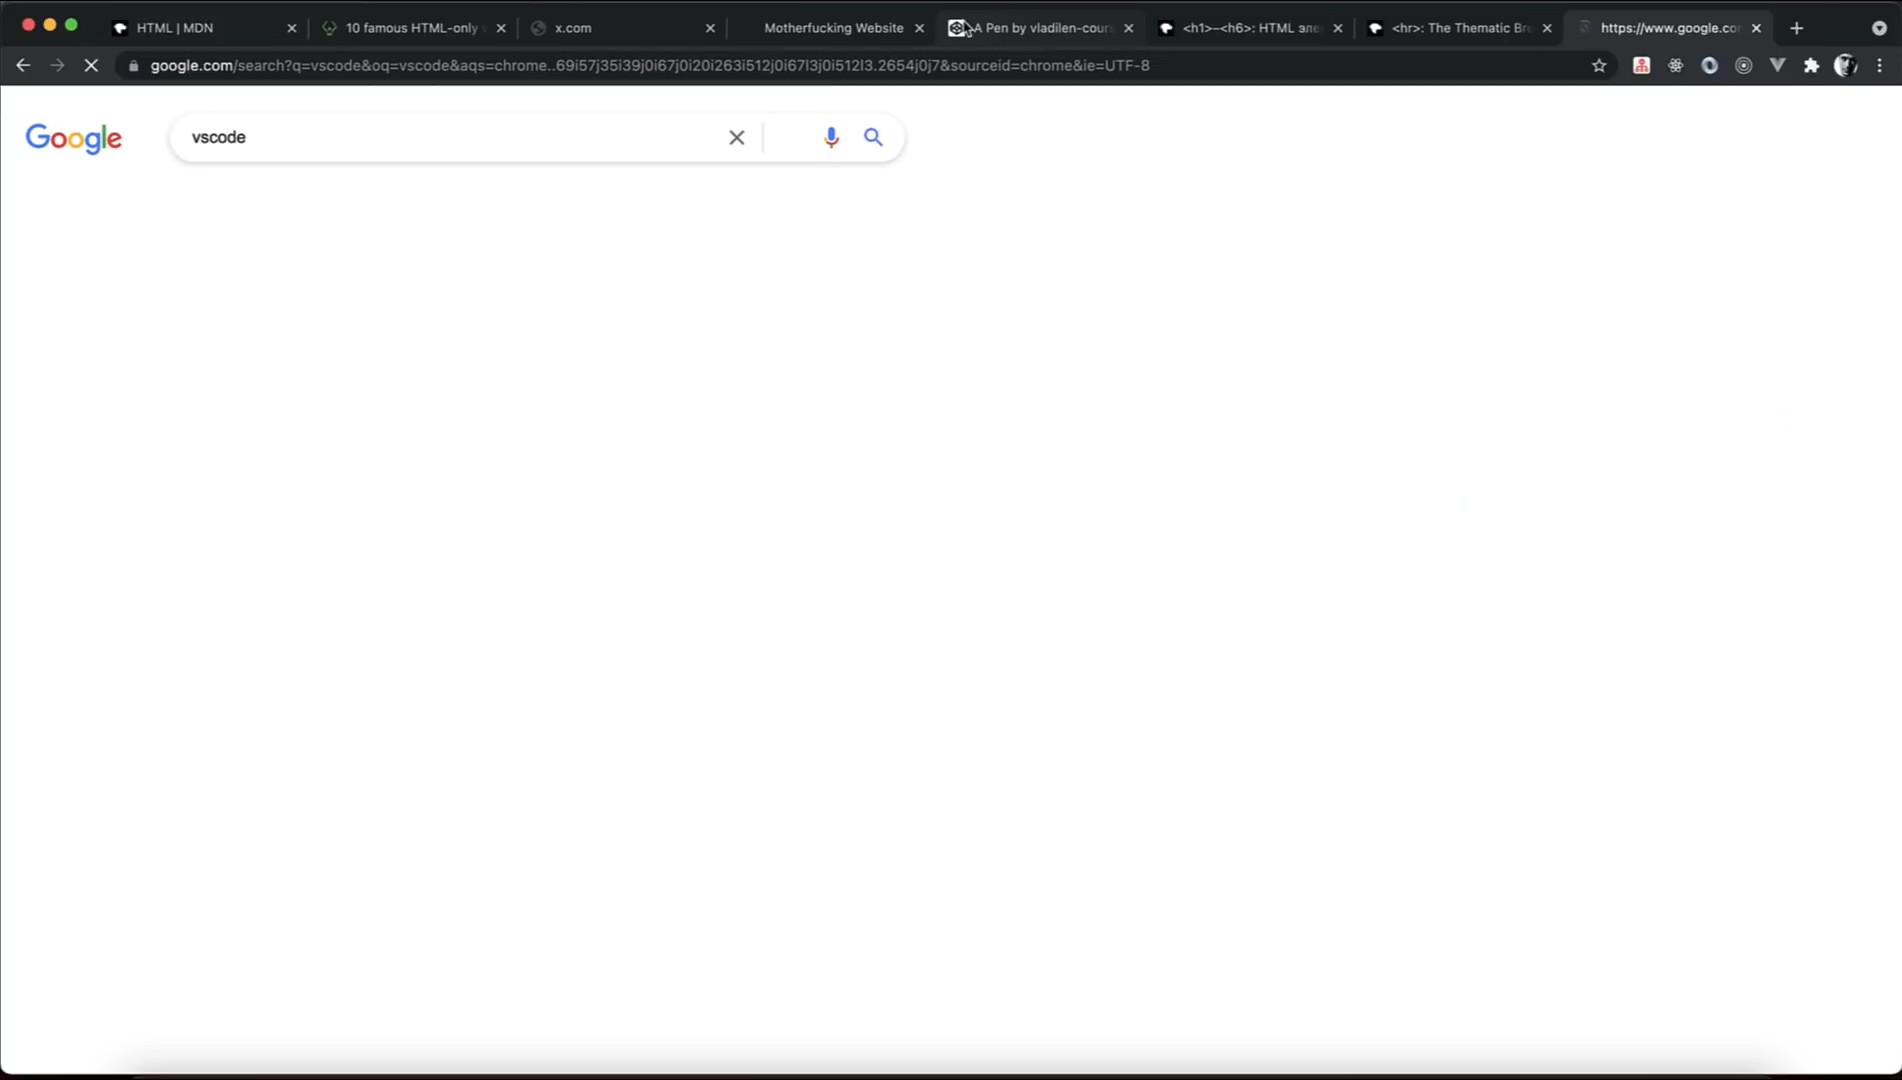 HTML | MDN
10 famous HTML-only
x.com
Motherfucking Website
A Pen by vladilen-cour
<h1>–<h6>: HTML эле
<hr>: The Thematic Br
https://www.google.co
google.com/search?q=vscode&oq=vscode&aqs=chrome..69i57j35i39j0i67j0i20i263i512j0i67l3j0i512l3.2654j0j7&sourceid=chrome&ie=UTF-8
Google
vscode